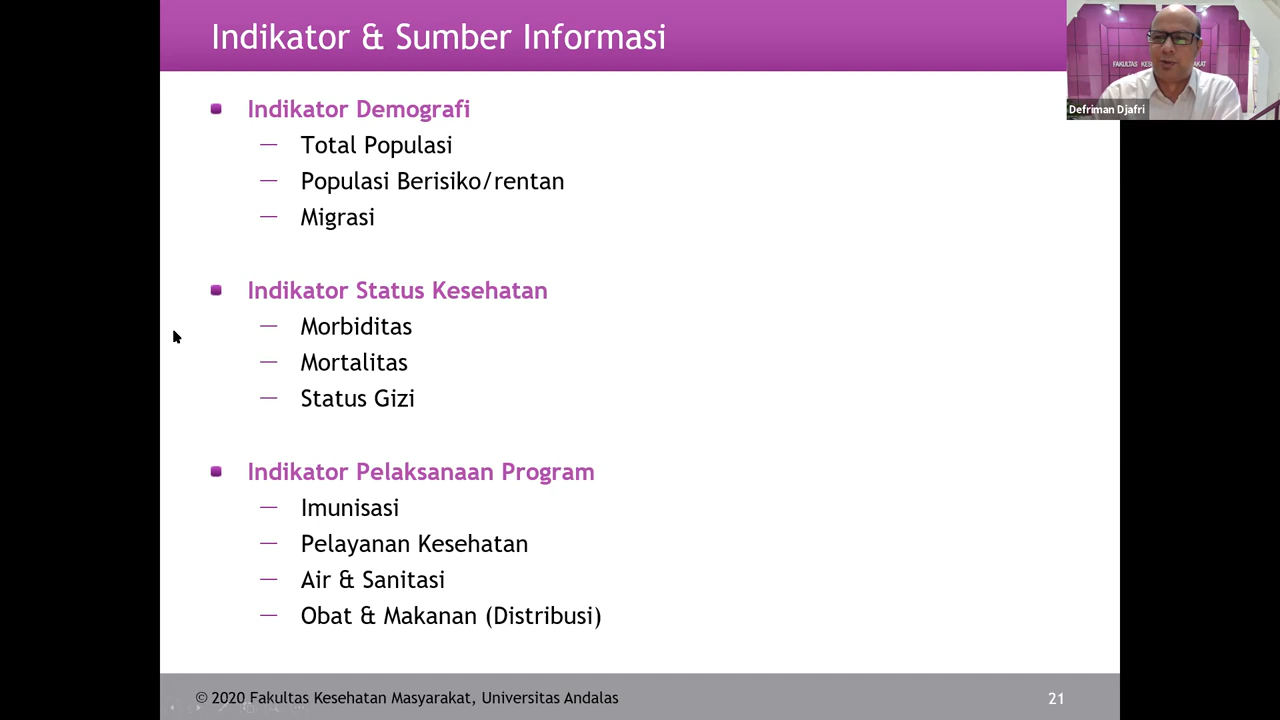 Indikator & Sumber Informasi
Indikator Demografi
— Total Populasi
— Populasi Berisiko/rentan
— Migrasi
Indikator Status Kesehatan
— Morbiditas
— Mortalitas
— Status Gizi
Indikator Pelaksanaan Program
— Imunisasi
— Pelayanan Kesehatan
— Air & Sanitasi
— Obat & Makanan (Distribusi)
© 2020 Fakultas Kesehatan Masyarakat, Universitas Andalas
21
FAKULTAS
Defriman Djafri